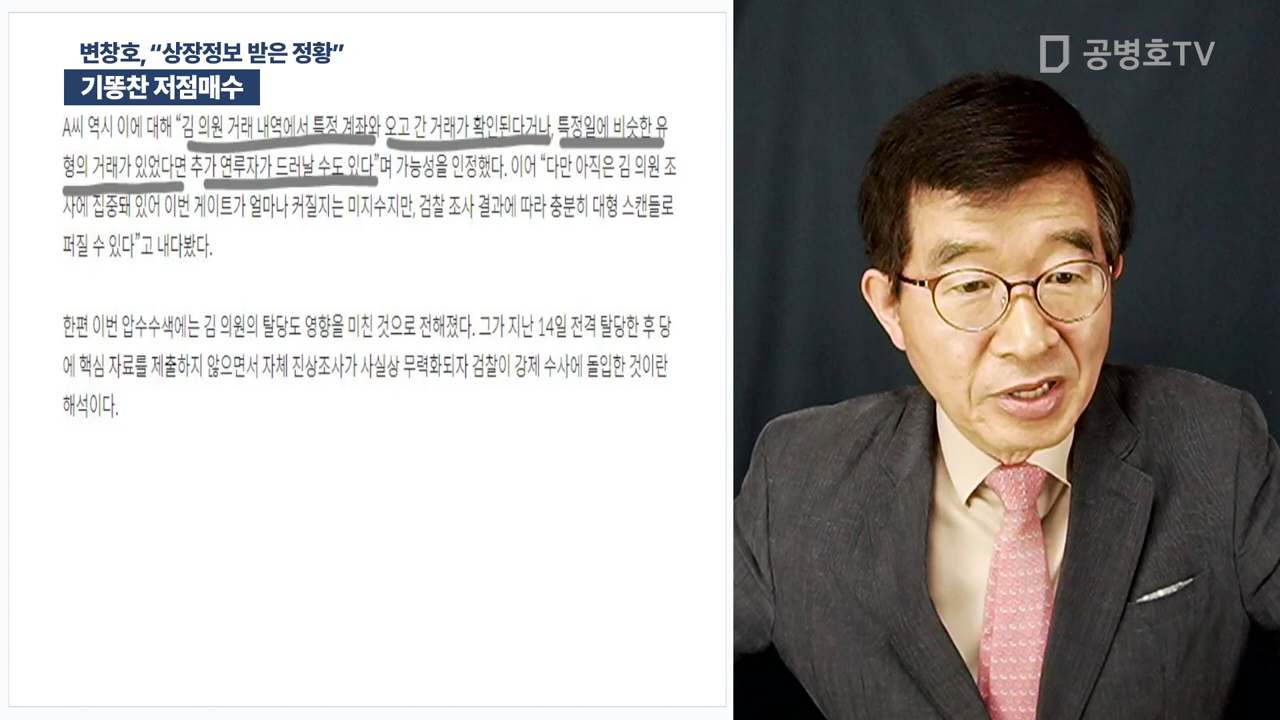 변창호, “상장정보 받은 정황”
기똥찬 저점매수
A씨 역시 이에 대해 “김 의원 거래 내역에서 특정 계좌와 오고 간 거래가 확인된다거나, 특정일에 비슷한 유
형의 거래가 있었다면 추가 연루자가 드러날 수도 있다”며 가능성을 인정했다. 이어 “다만 아직은 김 의원 조
사에 집중돼 있어 이번 게이트가 얼마나 커질지는 미지수지만, 검찰 조사 결과에 따라 충분히 대형 스캔들로
퍼질 수 있다”고 내다봤다.
한편 이번 압수수색에는 김 의원의 탈당도 영향을 미친 것으로 전해졌다. 그가 지난 14일 전격 탈당한 후 당
에 핵심 자료를 제출하지 않으면서 자체 진상조사가 사실상 무력화되자 검찰이 강제 수사에 돌입한 것이란
해석이다.
공병호TV